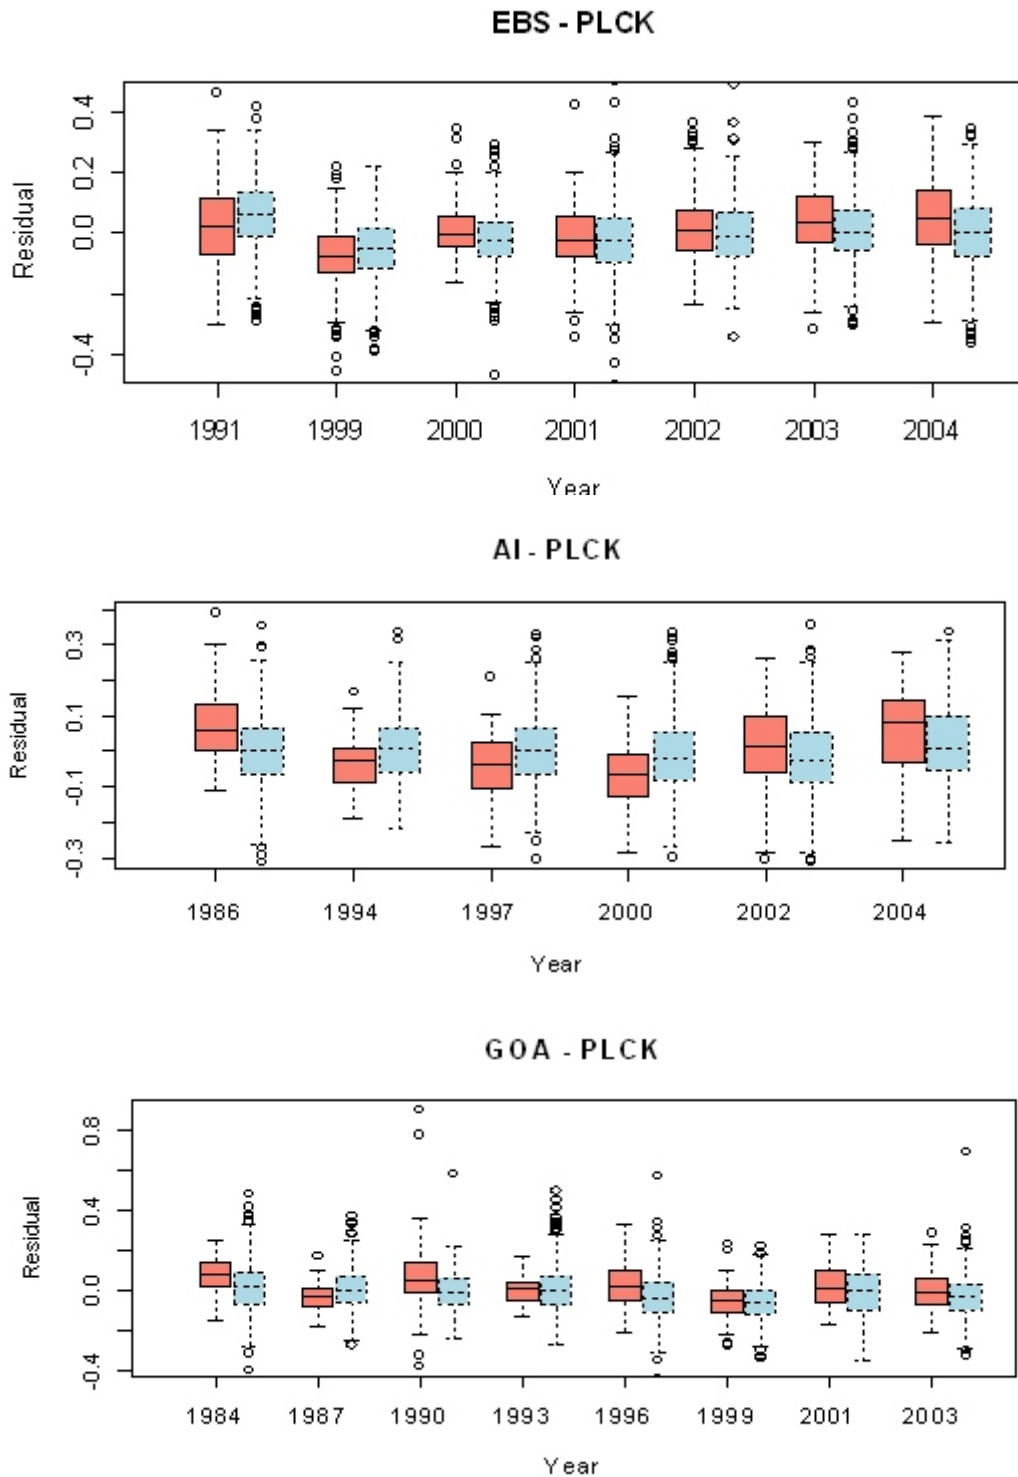 EBS - PLCK
0.4
0.2
0.0
-0.4
Residual
1991 1999 2000 2001 2002 2003 2004
Year
AI - PLCK
0.3
0.1
-0.1
-0.3
Residual
1986 1994 1997 2000 2002 2004
Year
GOA - PLCK
0.8
0.4
0.0
-0.4
Residual
1984 1987 1990 1993 1996 1999 2001 2003
Year